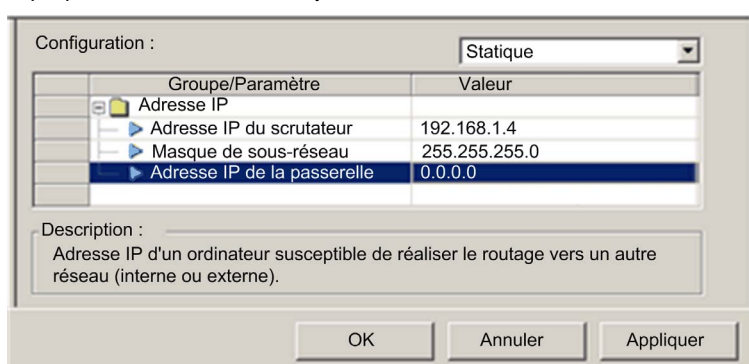 Configuration :
Statique
Groupe/Paramètre Valeur
Adresse IP
Adresse IP du scrutateur 192.168.1.4
Masque de sous-réseau 255.255.255.0
Adresse IP de la passerelle 0.0.0.0
Description :
Adresse IP d'un ordinateur susceptible de réaliser le routage vers un autre
réseau (interne ou externe).
OK Annuler Appliquer